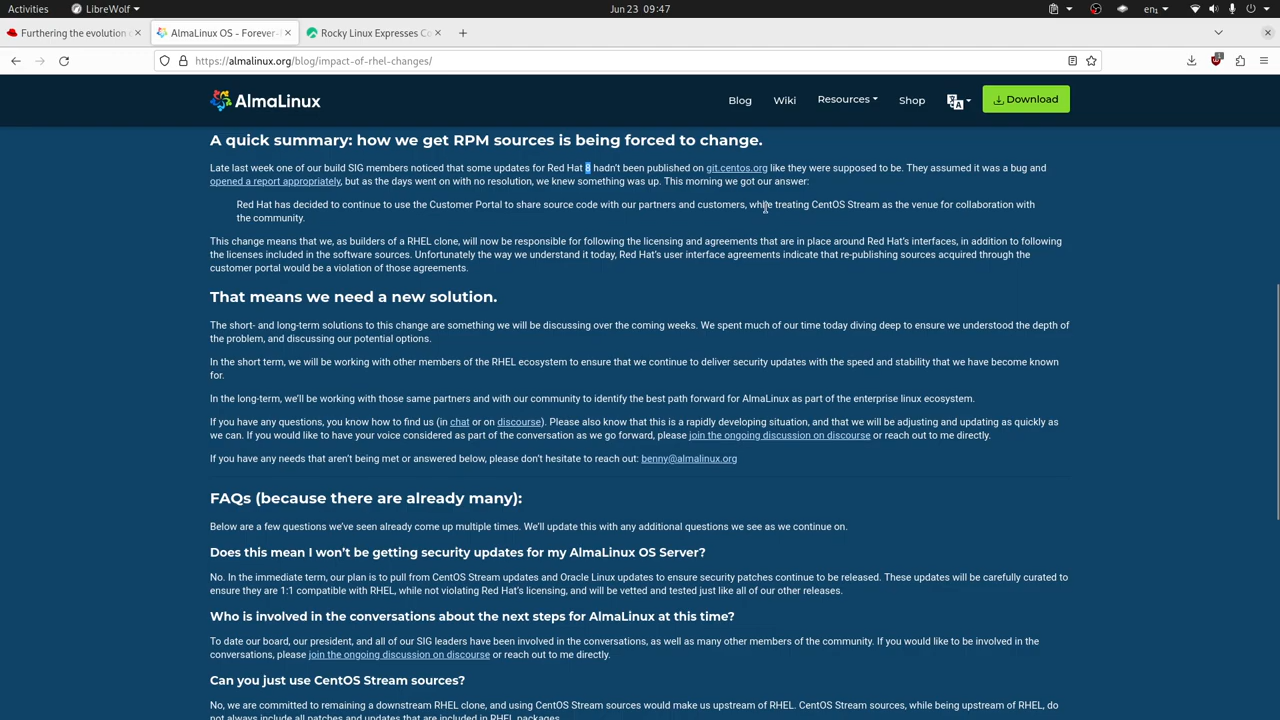 Activities LibreWolf Jun 23 09:47 en1
Furthering the evolution c AlmaLinux OS - Forever- Rocky Linux Expresses Co
https://almalinux.org/blog/impact-of-rhel-changes/ 1
AlmaLinux Blog Wiki Resources Shop Download
A quick summary: how we get RPM sources is being forced to change.
Late last week one of our build SIG members noticed that some updates for Red Hat 8 hadn't been published on git.centos.org like they were supposed to be. They assumed it was a bug and
opened a report appropriately, but as the days went on with no resolution, we knew something was up. This morning we got our answer:
Red Hat has decided to continue to use the Customer Portal to share source code with our partners and customers, while treating CentOS Stream as the venue for collaboration with
the community.
This change means that we, as builders of a RHEL clone, will now be responsible for following the licensing and agreements that are in place around Red Hat's interfaces, in addition to following
the licenses included in the software sources. Unfortunately the way we understand it today, Red Hat's user interface agreements indicate that re-publishing sources acquired through the
customer portal would be a violation of those agreements.
That means we need a new solution.
The short- and long-term solutions to this change are something we will be discussing over the coming weeks. We spent much of our time today diving deep to ensure we understood the depth of
the problem, and discussing our potential options.
In the short term, we will be working with other members of the RHEL ecosystem to ensure that we continue to deliver security updates with the speed and stability that we have become known
for.
In the long-term, we'll be working with those same partners and with our community to identify the best path forward for AlmaLinux as part of the enterprise linux ecosystem.
If you have any questions, you know how to find us (in chat or on discourse). Please also know that this is a rapidly developing situation, and that we will be adjusting and updating as quickly as
we can. If you would like to have your voice considered as part of the conversation as we go forward, please join the ongoing discussion on discourse or reach out to me directly.
If you have any needs that aren't being met or answered below, please don't hesitate to reach out: benny@almalinux.org
FAQs (because there are already many):
Below are a few questions we've seen already come up multiple times. We'll update this with any additional questions we see as we continue on.
Does this mean I won't be getting security updates for my AlmaLinux OS Server?
No. In the immediate term, our plan is to pull from CentOS Stream updates and Oracle Linux updates to ensure security patches continue to be released. These updates will be carefully curated to
ensure they are 1:1 compatible with RHEL, while not violating Red Hat's licensing, and will be vetted and tested just like all of our other releases.
Who is involved in the conversations about the next steps for AlmaLinux at this time?
To date our board, our president, and all of our SIG leaders have been involved in the conversations, as well as many other members of the community. If you would like to be involved in the
conversations, please join the ongoing discussion on discourse or reach out to me directly.
Can you just use CentOS Stream sources?
No, we are committed to remaining a downstream RHEL clone, and using CentOS Stream sources would make us upstream of RHEL. CentOS Stream sources, while being upstream of RHEL, do
not always include all patches and updates that are included in RHEL packages.